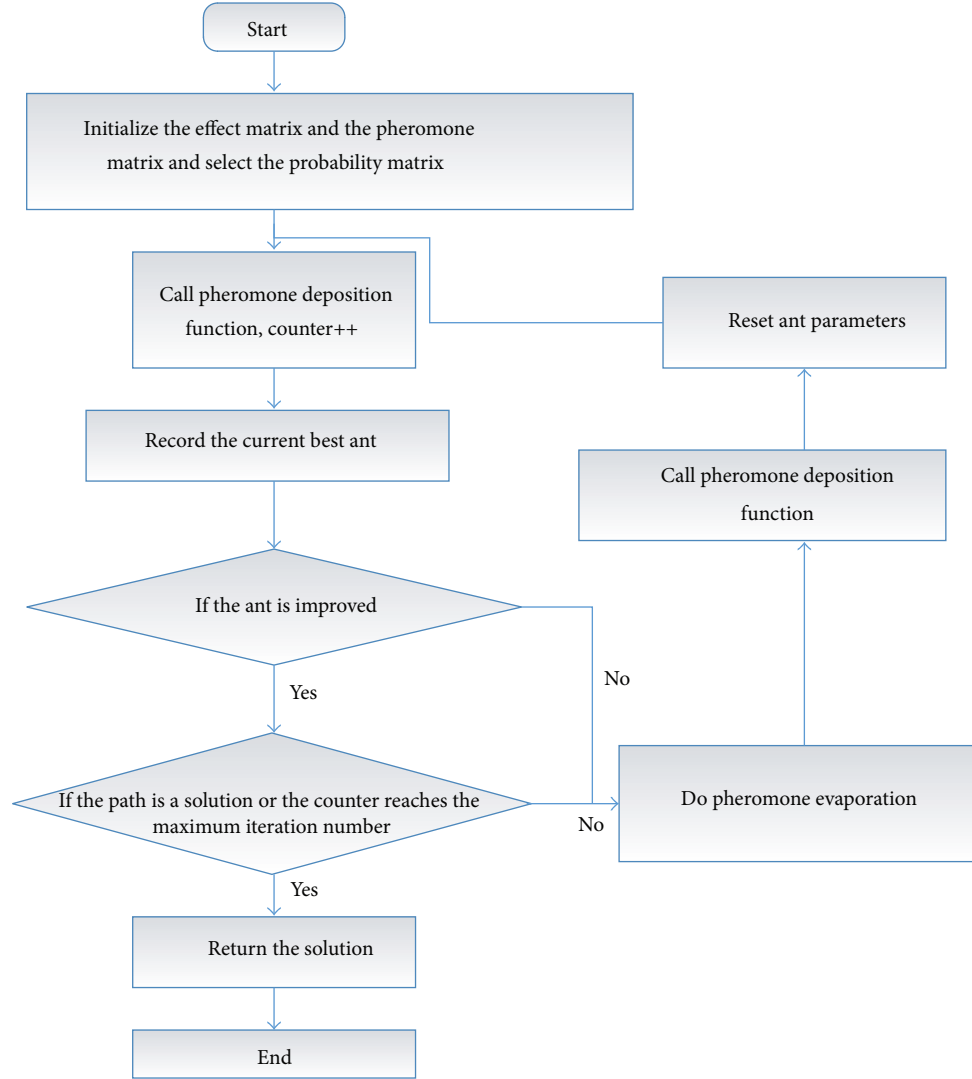 Start
Initialize the effect matrix and the pheromone
matrix and select the probability matrix
Call pheromone deposition
function, counter++
Reset ant parameters
Record the current best ant
Call pheromone deposition
function
If the ant is improved
No
Yes
If the path is a solution or the counter reaches the
maximum iteration number
No
Do pheromone evaporation
Yes
Return the solution
End